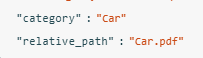 "category" : "Car"
"relative_path" : "Car.pdf"